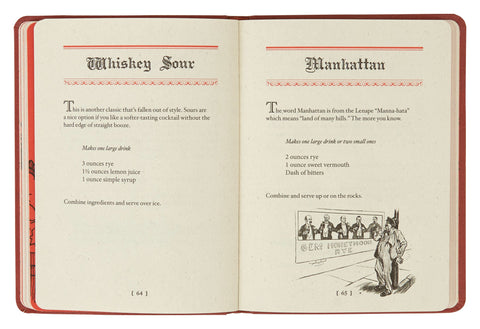 Whiskey Sour
This is another classic that's fallen out of style. Sours are
a nice option if you like a softer-tasting cocktail without the
hard edge of straight booze.
Makes one large drink
3 ounces rye
1½ ounces lemon juice
1 ounce simple syrup
Combine ingredients and serve over ice.
[ 64 ]
Manhattan
The word Manhattan is from the Lenape "Manna-hata"
which means "land of many hills." The more you know.
Makes one large drink or two small ones
2 ounces rye
1 ounce sweet vermouth
Dash of bitters
Combine and serve up or on the rocks.
HONEYMOON
RYE
[ 65 ]